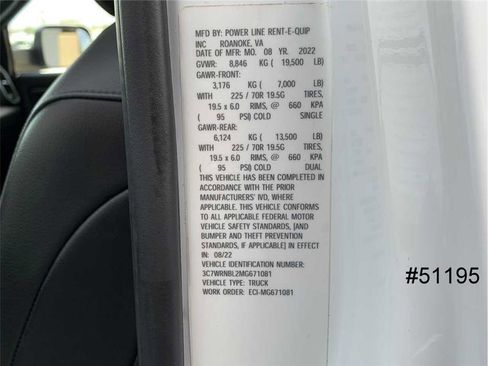 MFD BY: POWER LINE RENT-E-QUIP
INC ROANOKE, VA
DATE OF MFR: MO. 08 YR. 2022
GVWR: 8,846 KG ( 19,500 LB)
GAWR-FRONT:
3,176 KG ( 7,000 LB)
WITH 225 / 70R 19.5G TIRES,
19.5 x 6.0 RIMS, @ 660 KPA
( 95 PSI) COLD SINGLE
GAWR-REAR:
6,124 KG ( 13,500 LB)
WITH 225 / 70R 19.5G TIRES,
19.5 x 6.0 RIMS, @ 660 KPA
( 95 PSI) COLD DUAL
THIS VEHICLE HAS BEEN COMPLETED IN
ACCORDANCE WITH THE PRIOR
MANUFACTURERS' IVD, WHERE
APPLICABLE. THIS VEHICLE CONFORMS
TO ALL APPLICABLE FEDERAL MOTOR
VEHICLE SAFETY STANDARDS, [AND
BUMPER AND THEFT PREVENTION
STANDARDS, IF APPLICABLE] IN EFFECT
IN: 08/22
VEHICLE IDENTIFICATION NUMBER:
3C7WRNBL2MG671081
VEHICLE TYPE: TRUCK
WORK ORDER: ECI-MG671081
#51195